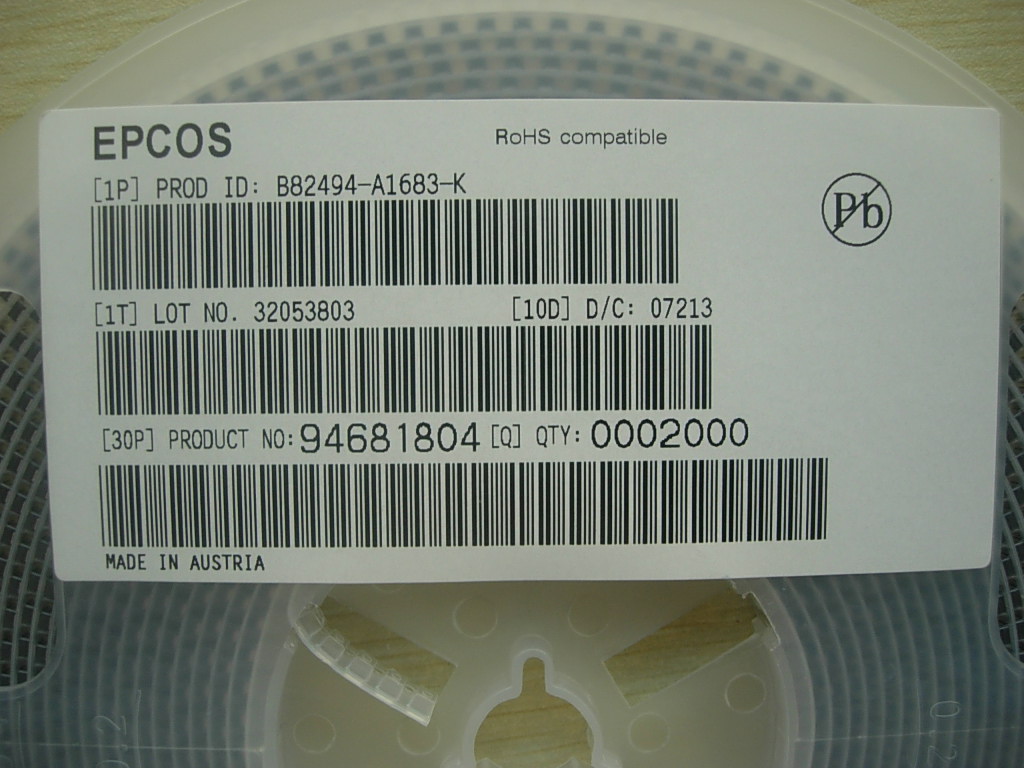 EPCOS
RoHS compatible
[1P] PROD ID: B82494-A1683-K
Pb
[1T] LOT NO. 32053803 [10D] D/C: 07213
[30P] PRODUCT NO: 94681804 [Q] QTY: 0002000
MADE IN AUSTRIA